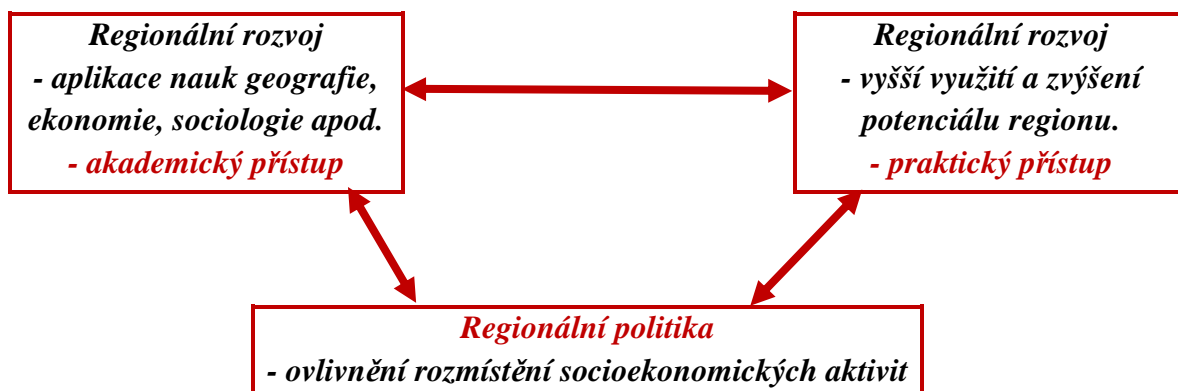 Regionální rozvoj
- aplikace nauk geografie,
ekonomie, sociologie apod.
- akademický přístup
Regionální rozvoj
- vyšší využití a zvýšení
potenciálu regionu.
- praktický přístup
Regionální politika
- ovlivnění rozmístění socioekonomických aktivit